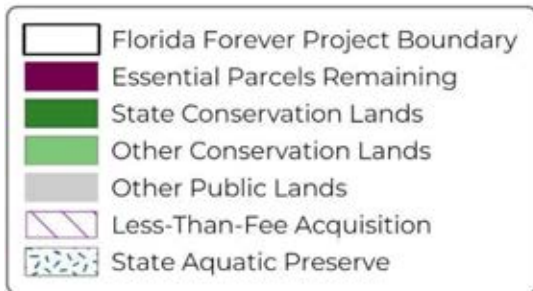 Florida Forever Project Boundary
Essential Parcels Remaining
State Conservation Lands
Other Conservation Lands
Other Public Lands
Less-Than-Fee Acquisition
State Aquatic Preserve